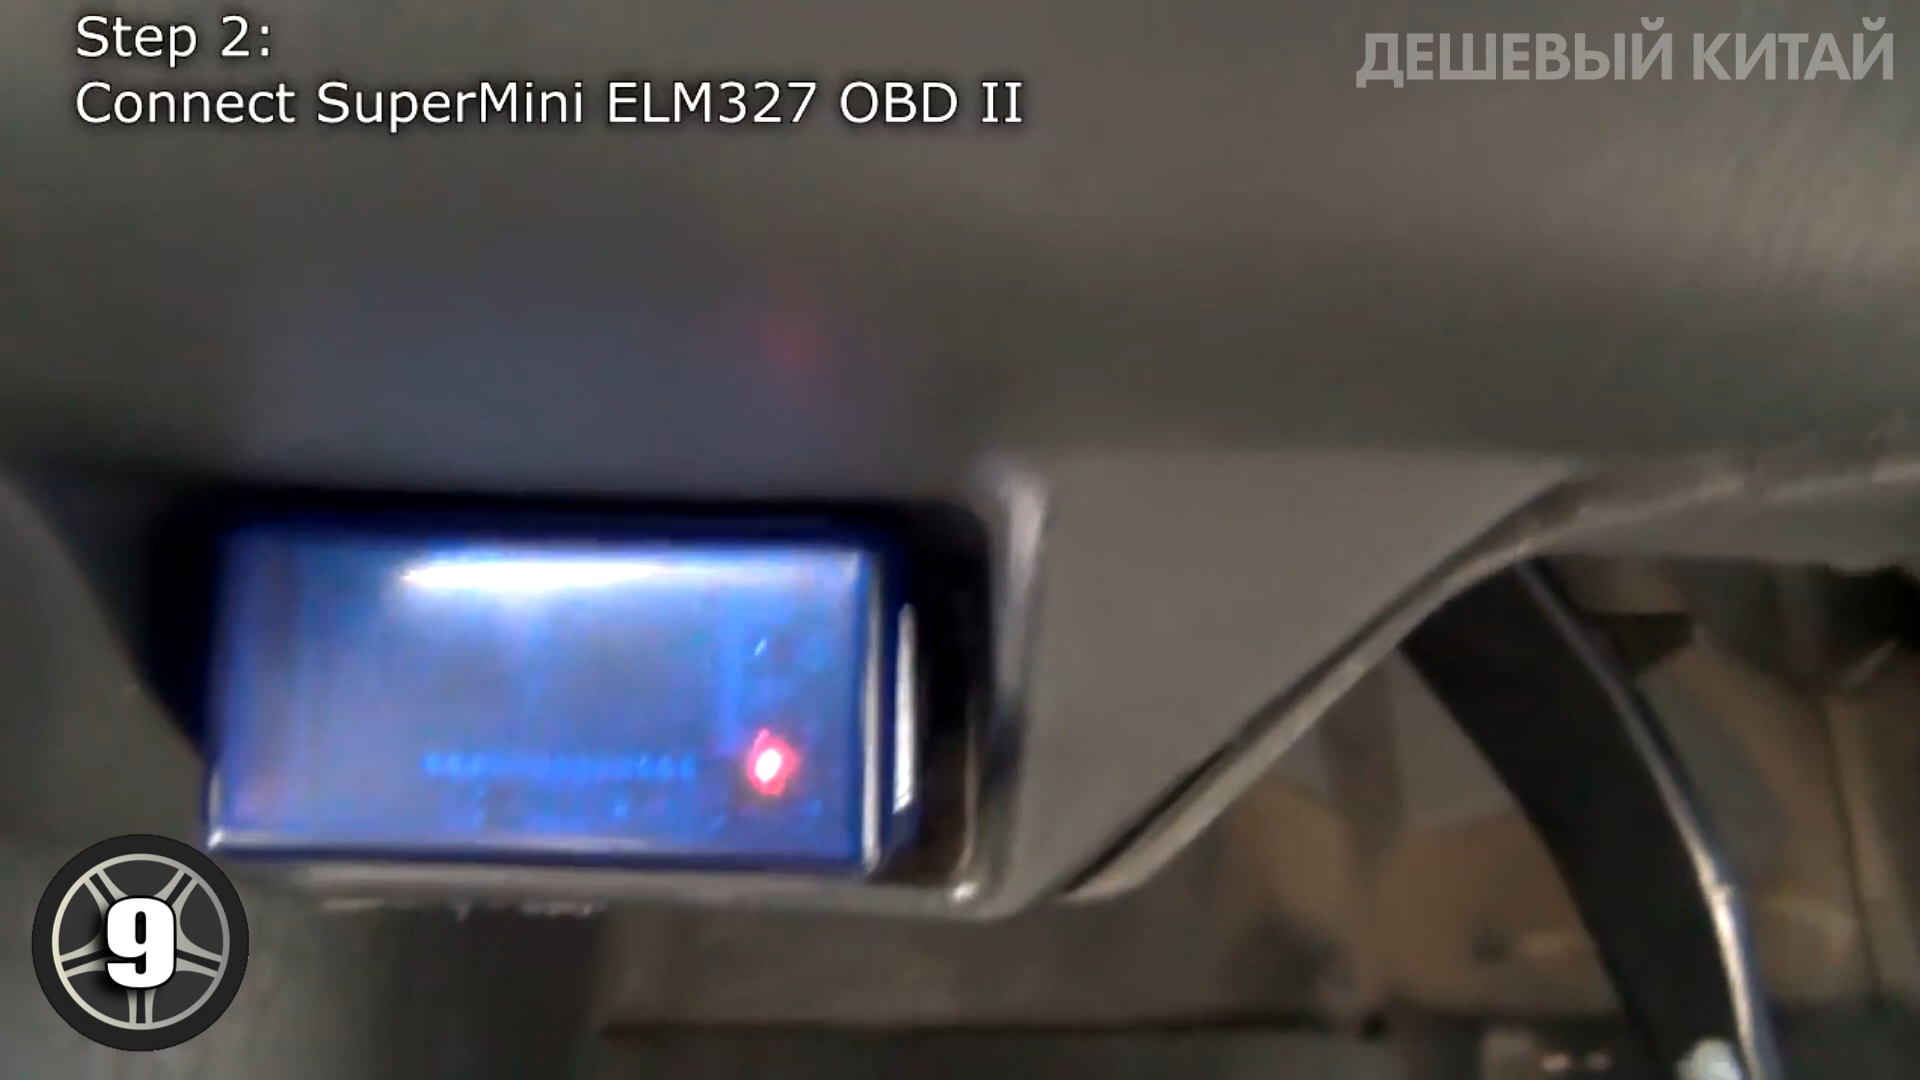 Step 2:
Connect SuperMini ELM327 OBD II
ДЕШЕВЫЙ КИТАЙ
9